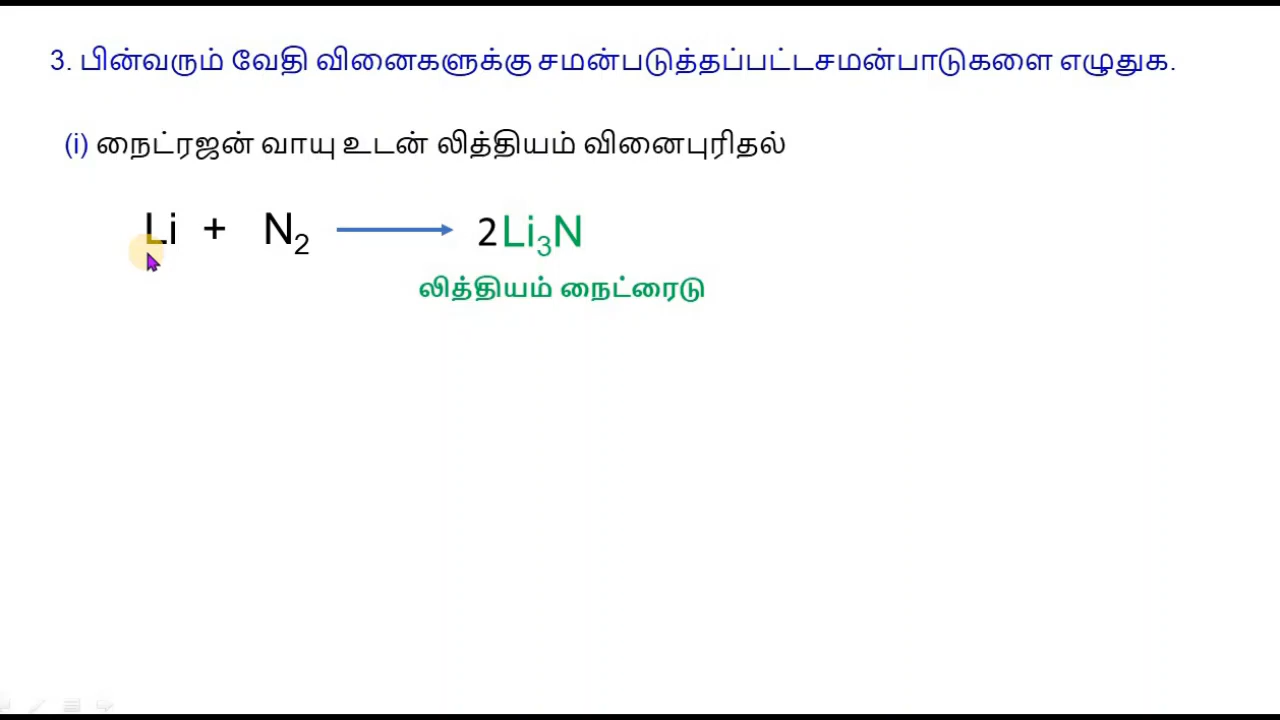 3. பின்வரும் வேதி வினைகளுக்கு சமன்படுத்தப்பட்டசமன்பாடுகளை எழுதுக.
(i) நைட்ரஜன் வாயு உடன் லித்தியம் வினைபுரிதல்
Li + N₂ ⟶ 2Li₃N
லித்தியம் நைட்ரைடு